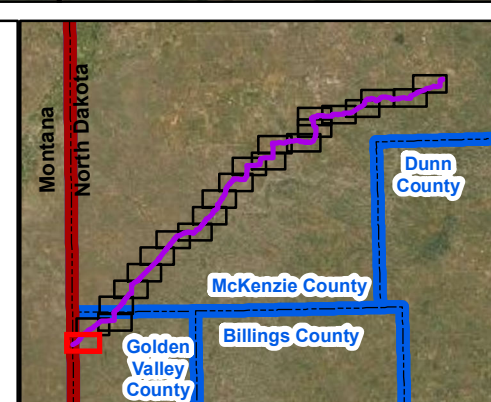 Montana
North Dakota
Dunn
County
McKenzie County
Billings County
Golden
Valley
County